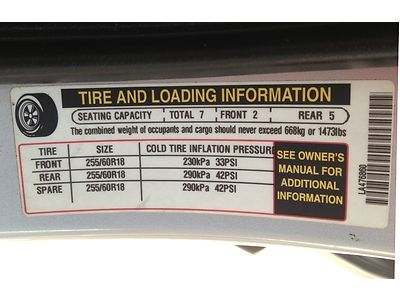 TIRE AND LOADING INFORMATION
SEATING CAPACITY TOTAL 7 FRONT 2 REAR 5
The combined weight of occupants and cargo should never exceed 668kg or 1473lbs
TIRE SIZE COLD TIRE INFLATION PRESSURE
FRONT 255/60R18 230kPa 33PSI
REAR 255/60R18 290kPa 42PSI
SPARE 255/60R18 290kPa 42PSI
SEE OWNER'S
MANUAL FOR
ADDITIONAL
INFORMATION
LA476860